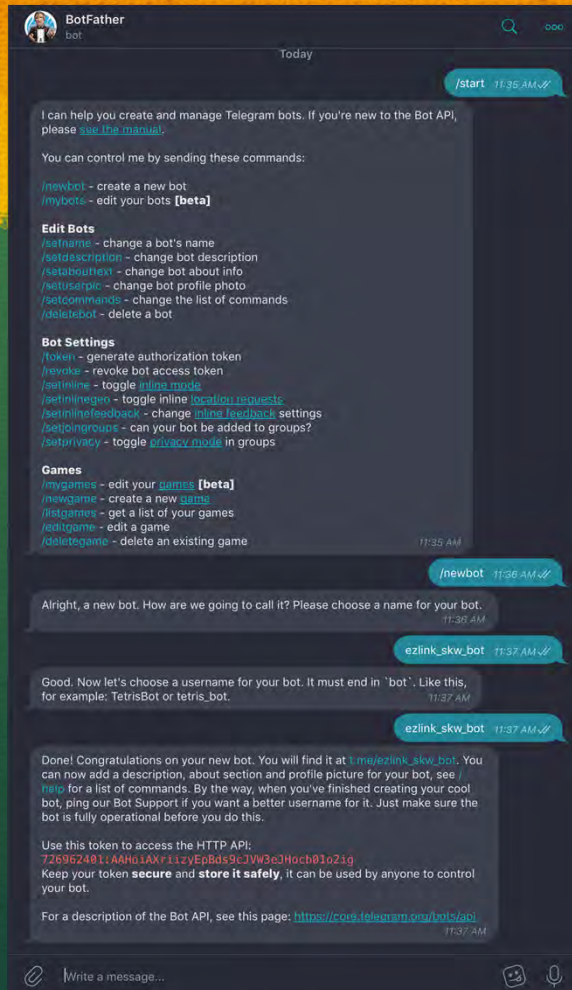 BotFather
bot
Today
/start 11:35 AM
I can help you create and manage Telegram bots. If you're new to the Bot API,
please see the manual.
You can control me by sending these commands:
/newbot - create a new bot
/mybots - edit your bots [beta]
Edit Bots
/setname - change a bot's name
/setdescription - change bot description
/setabouttext - change bot about info
/setuserpic - change bot profile photo
/setcommands - change the list of commands
/deletebot - delete a bot
Bot Settings
/token - generate authorization token
/revoke - revoke bot access token
/setinline - toggle inline mode
/setinlinegeo - toggle inline location requests
/setinlinefeedback - change inline feedback settings
/setjoingroups - can your bot be added to groups?
/setprivacy - toggle privacy mode in groups
Games
/mygames - edit your games [beta]
/newgame - create a new game
/listgames - get a list of your games
/editgame - edit a game
/deletegame - delete an existing game
11:35 AM
/newbot 11:36 AM
Alright, a new bot. How are we going to call it? Please choose a name for your bot.
11:36 AM
ezlink_skw_bot 11:37 AM
Good. Now let's choose a username for your bot. It must end in `bot`. Like this,
for example: TetrisBot or tetris_bot.
11:37 AM
ezlink_skw_bot 11:37 AM
Done! Congratulations on your new bot. You will find it at t.me/ezlink_skw_bot. You
can now add a description, about section and profile picture for your bot, see /
help for a list of commands. By the way, when you've finished creating your cool
bot, ping our Bot Support if you want a better username for it. Just make sure the
bot is fully operational before you do this.
Use this token to access the HTTP API:
Keep your token secure and store it safely, it can be used by anyone to control
your bot.
For a description of the Bot API, see this page: https://core.telegram.org/bots/api
11:37 AM
Write a message...